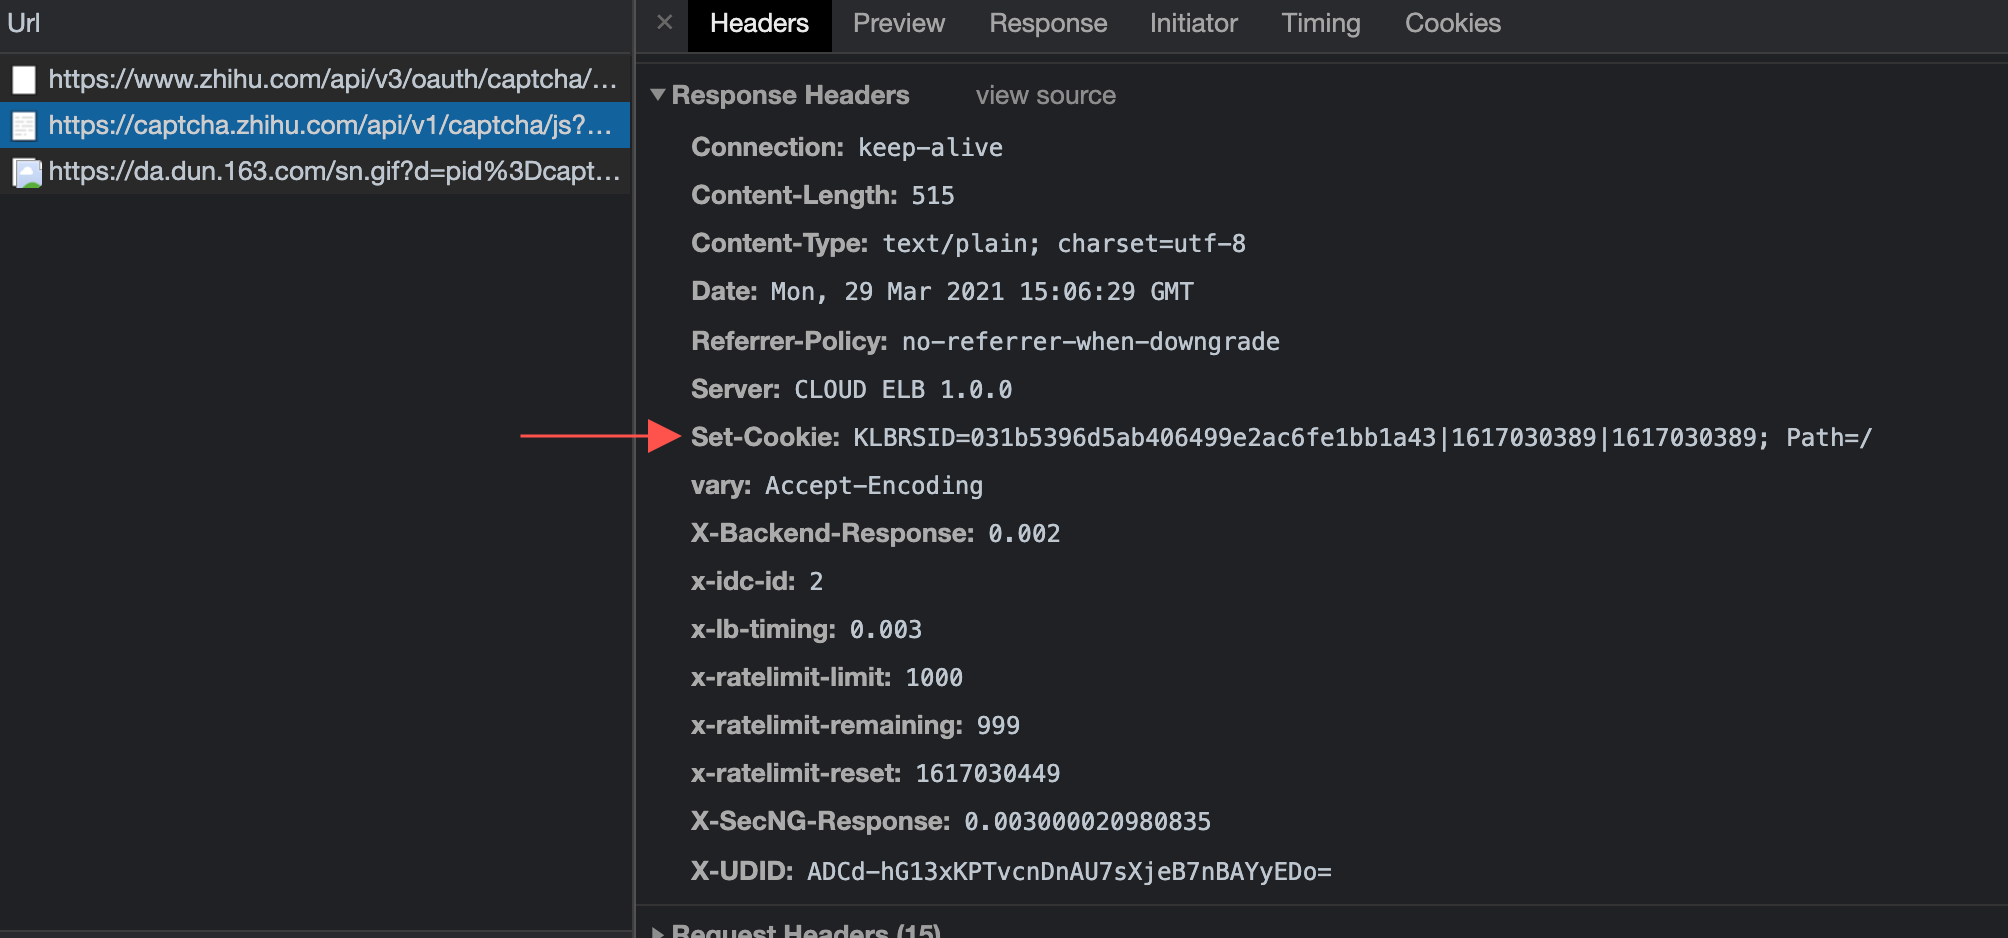 Url
https://www.zhihu.com/api/v3/oauth/captcha/...
https://captcha.zhihu.com/api/v1/captcha/js?...
https://da.dun.163.com/sn.gif?d=pid%3Dcapt...
× Headers Preview Response Initiator Timing Cookies
▼ Response Headers view source
Connection: keep-alive
Content-Length: 515
Content-Type: text/plain; charset=utf-8
Date: Mon, 29 Mar 2021 15:06:29 GMT
Referrer-Policy: no-referrer-when-downgrade
Server: CLOUD ELB 1.0.0
Set-Cookie: KLBRSID=031b5396d5ab406499e2ac6fe1bb1a43|1617030389|1617030389; Path=/
vary: Accept-Encoding
X-Backend-Response: 0.002
x-idc-id: 2
x-lb-timing: 0.003
x-ratelimit-limit: 1000
x-ratelimit-remaining: 999
x-ratelimit-reset: 1617030449
X-SecNG-Response: 0.003000020980835
X-UDID: ADCd-hG13xKPTvcnDnAU7sXjeB7nBAYyEDo=
▶ Request Headers (15)